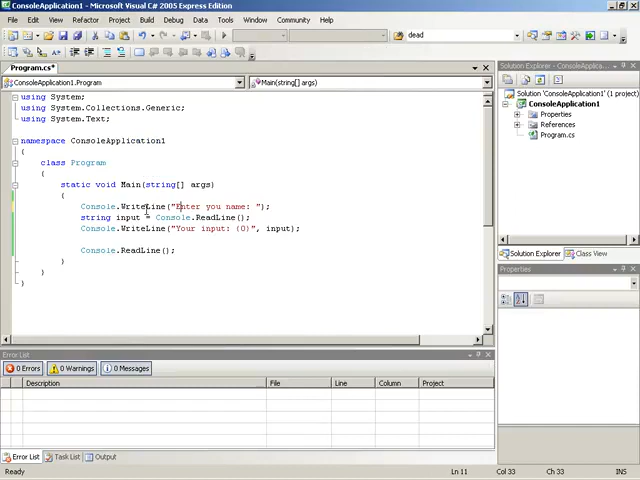 ConsoleApplication1 - Microsoft Visual C# 2005 Express Edition
File Edit View Refactor Project Build Debug Data Tools Window Community Help
dead
Program.cs*
ConsoleApplication1.Program
Main(string[] args)
using System;
using System.Collections.Generic;
using System.Text;
namespace ConsoleApplication1
{
class Program
{
static void Main(string[] args)
{
Console.WriteLine("Enter you name: ");
string input = Console.ReadLine();
Console.WriteLine("Your input: {0}", input);
Console.ReadLine();
}
}
}
Solution Explorer - ConsoleApplica...
Solution 'ConsoleApplication1' (1 project)
ConsoleApplication1
Properties
References
Program.cs
Solution Explorer Class View
Properties
Error List
0 Errors 0 Warnings 0 Messages
Description File Line Column Project
Error List Task List Output
Ready Ln 11 Col 33 Ch 33 INS